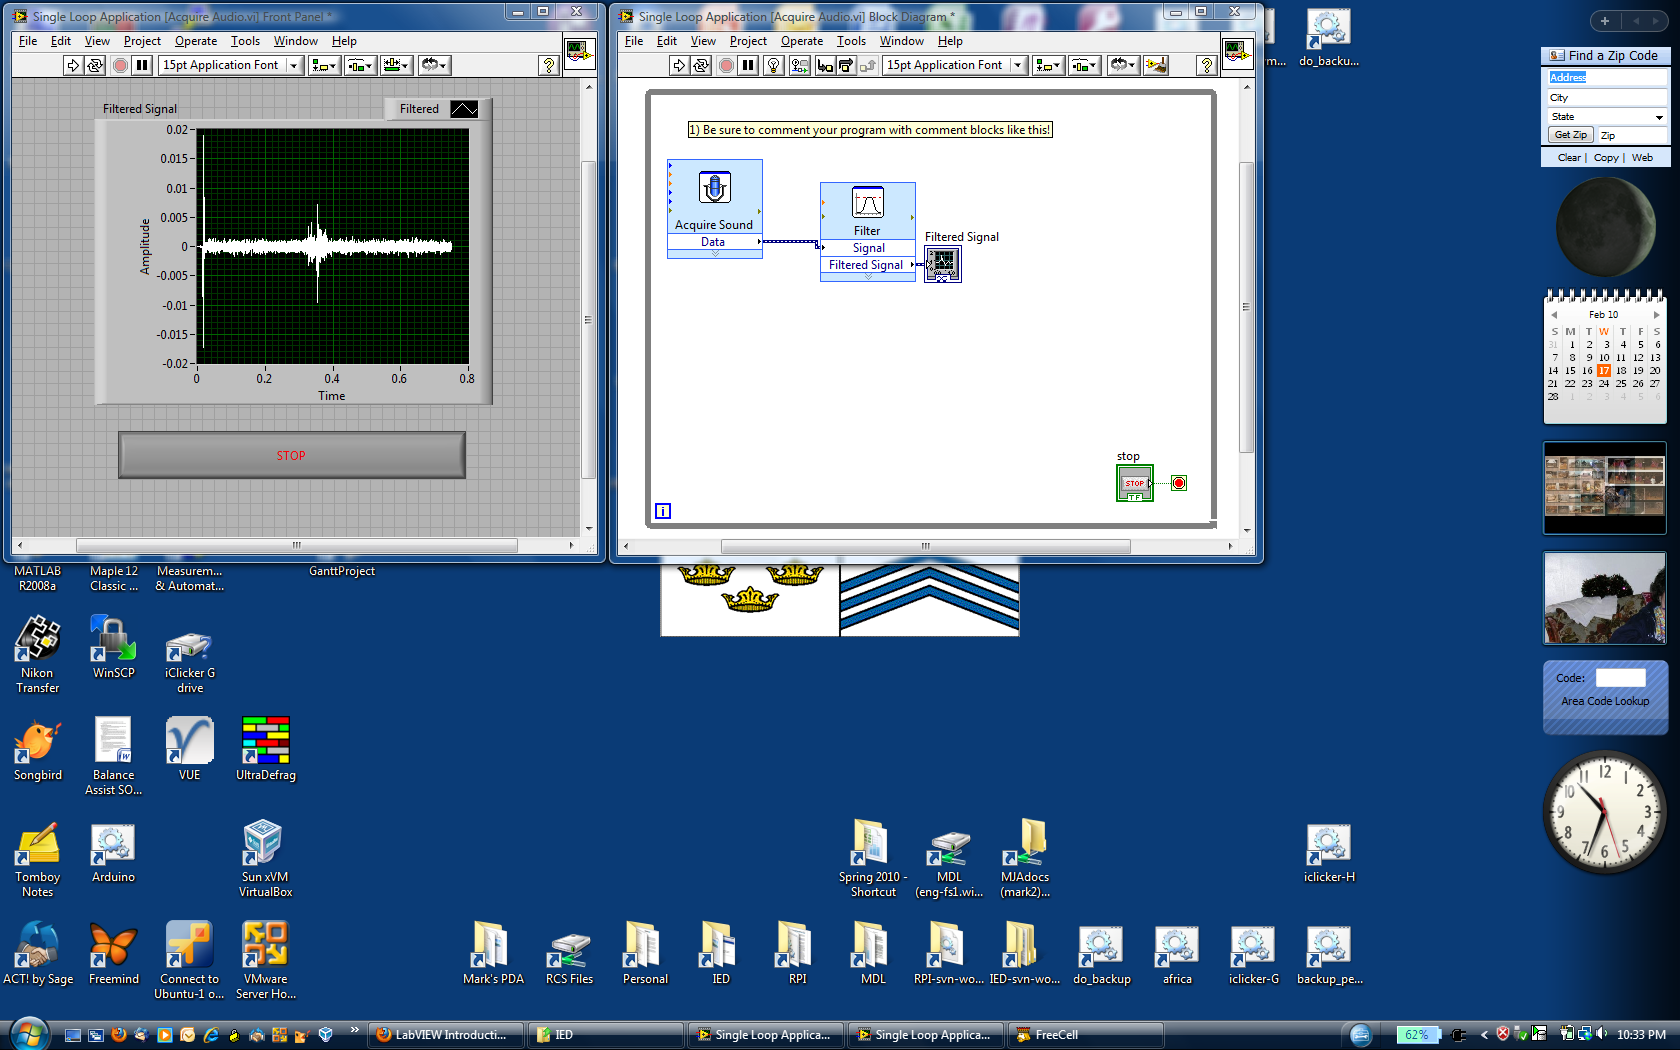 Single Loop Application [Acquire Audio.vi] Front Panel *
File Edit View Project Operate Tools Window Help
15pt Application Font
Filtered Signal
Filtered
0.02
0.015
0.01
0.005
0
-0.005
-0.01
-0.015
-0.02
Amplitude
0 0.2 0.4 0.6 0.8
Time
STOP
Single Loop Application [Acquire Audio.vi] Block Diagram *
File Edit View Project Operate Tools Window Help
15pt Application Font
1) Be sure to comment your program with comment blocks like this!
Acquire Sound
Data
Filter
Signal
Filtered Signal
Filtered Signal
stop
STOP
TF
i
do_backu...
Find a Zip Code
Address
City
State
Get Zip Zip
Clear | Copy | Web
Feb 10
S M T W T F S
31 1 2 3 4 5 6
7 8 9 10 11 12 13
14 15 16 17 18 19 20
21 22 23 24 25 26 27
28 1 2 3 4 5 6
Code:
Area Code Lookup
12
1
2
3
4
5
6
7
8
9
10
11
MATLAB
R2008a
Maple 12
Classic ...
Measurem...
& Automat...
GanttProject
Nikon
Transfer
WinSCP
iClicker G
drive
Songbird
Balance
Assist SO...
VUE
UltraDefrag
Tomboy
Notes
Arduino
Sun xVM
VirtualBox
Spring 2010 -
Shortcut
MDL
(eng-fs1.wi...
MJAdocs
(mark2)...
iclicker-H
ACT! by Sage
Freemind
Connect to
Ubuntu-1 o...
VMware
Server Ho...
Mark's PDA
RCS Files
Personal
IED
RPI
MDL
RPI-svn-wo...
IED-svn-wo...
do_backup
africa
iclicker-G
backup_pe...
LabVIEW Introducti...
IED
Single Loop Applica...
Single Loop Applica...
FreeCell
62%
10:33 PM